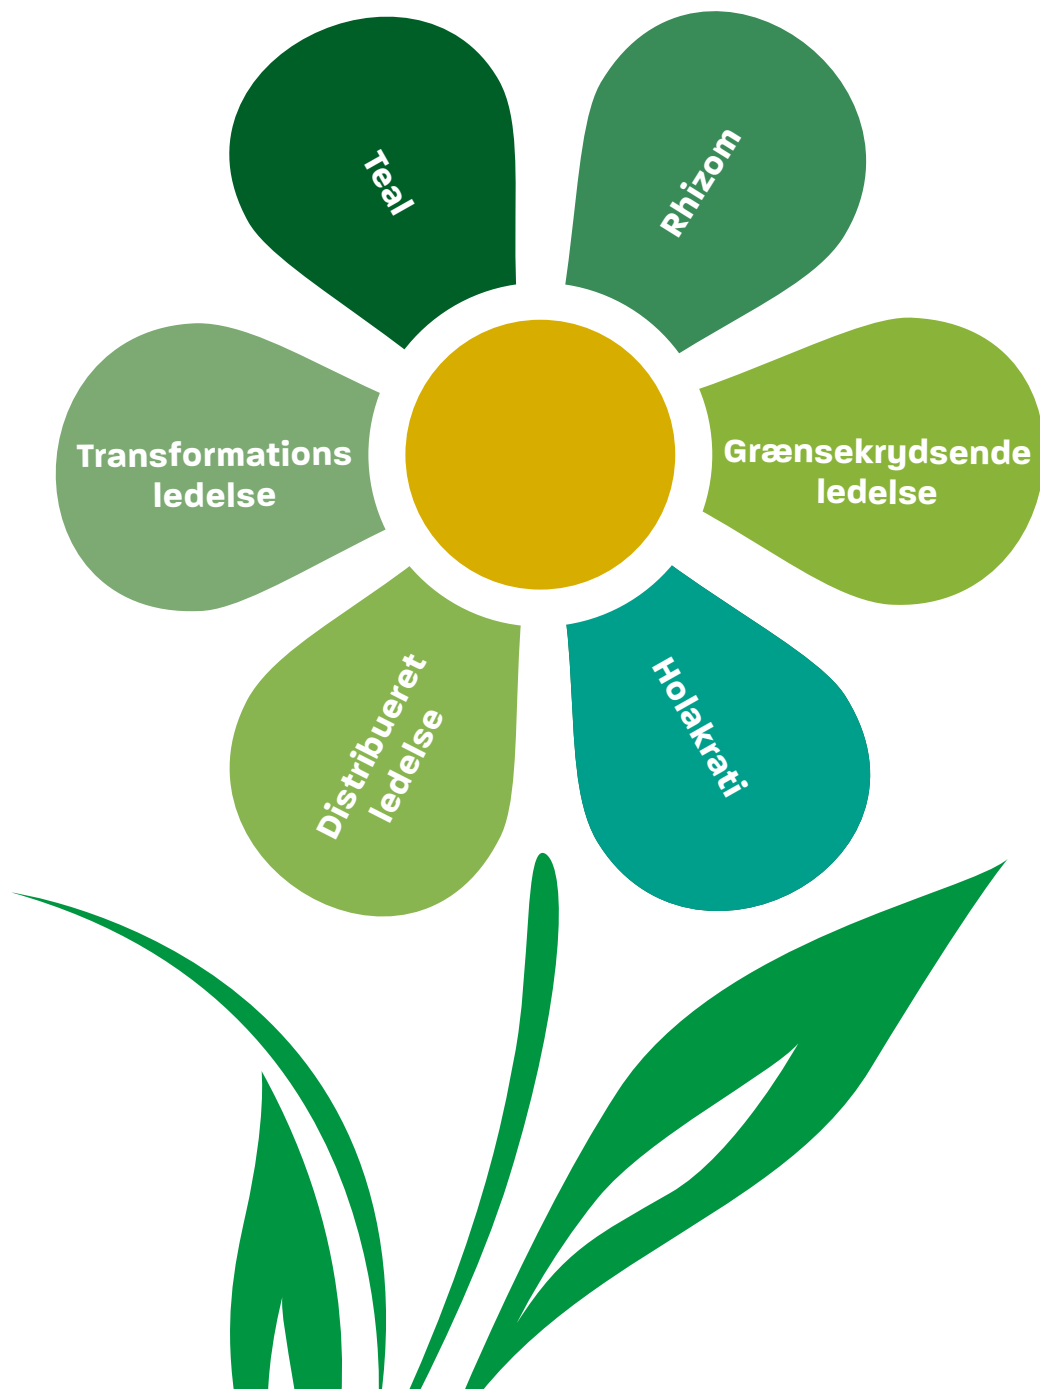 Teal
Rhizom
Transformations
ledelse
Grænsekrydsende
ledelse
Distribueret
ledelse
Holakrati